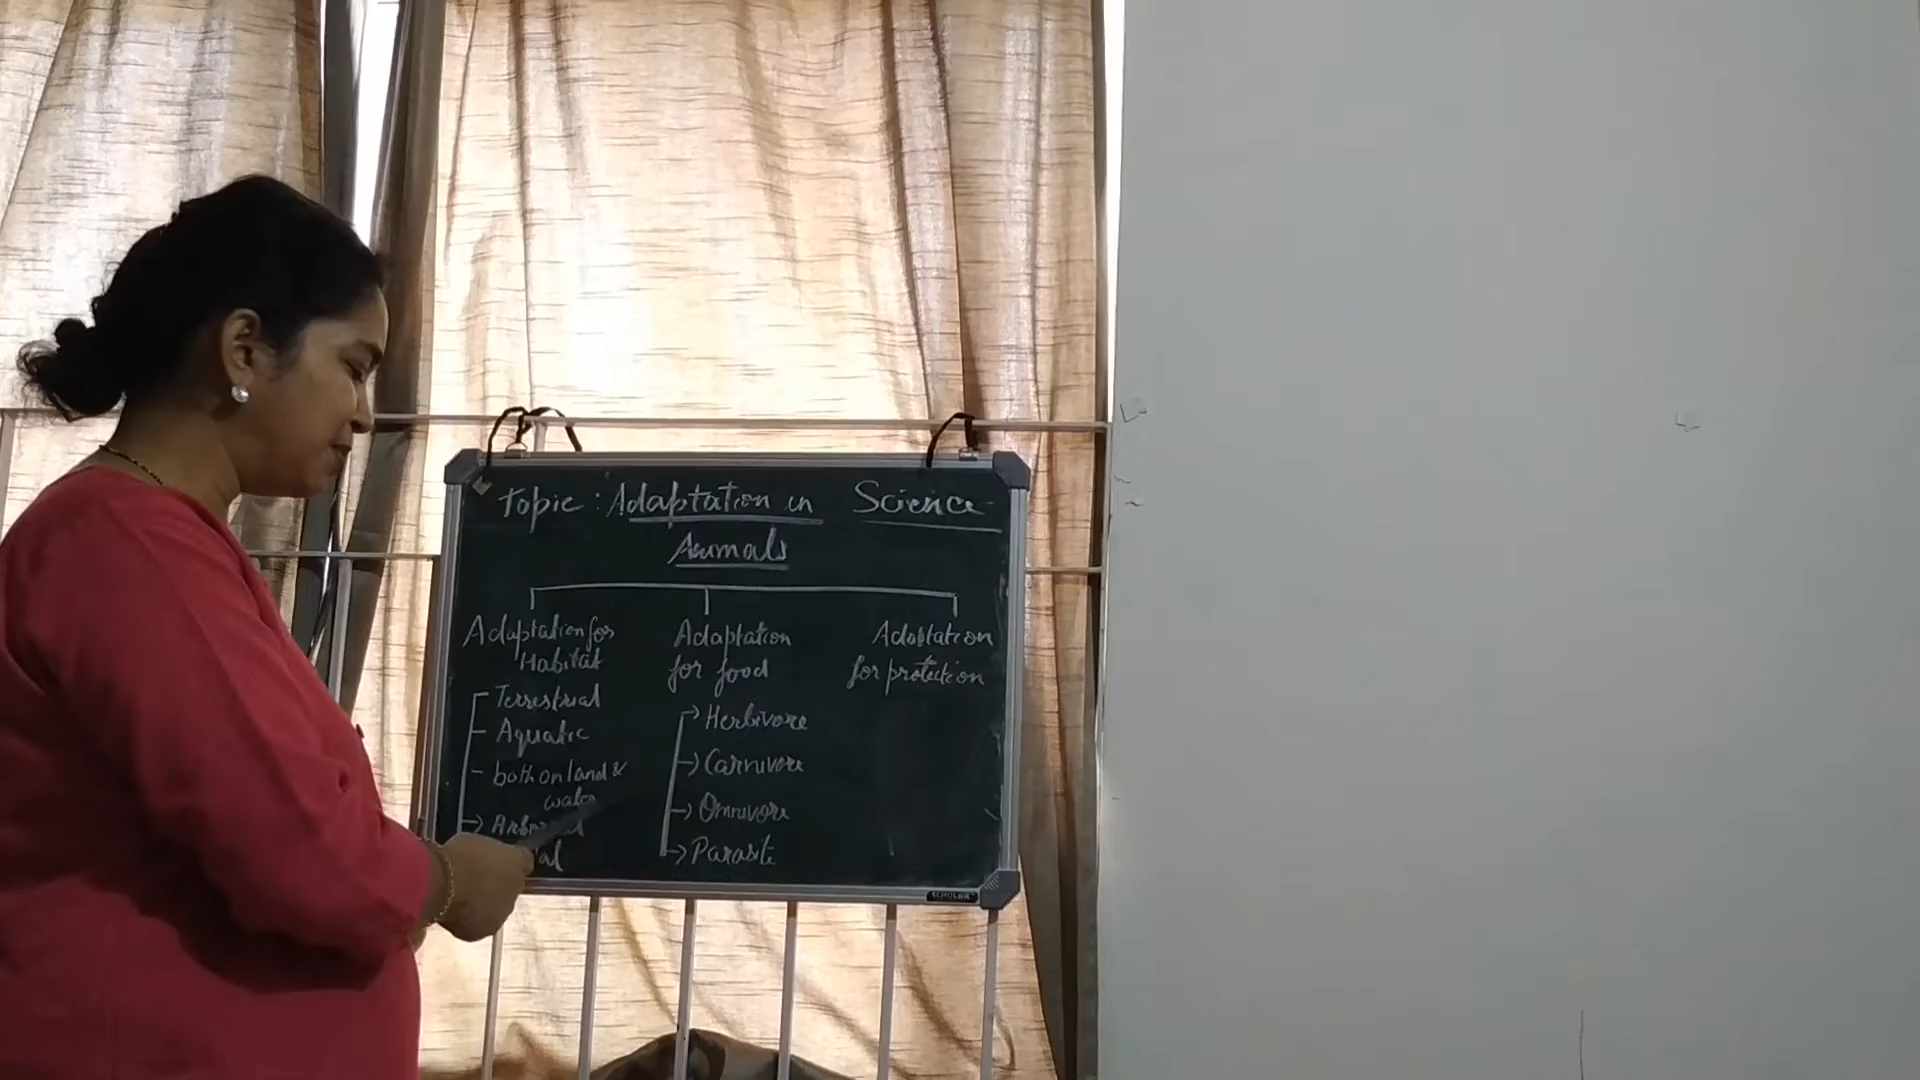 Topic: Adaptation in Science
Animals
Adaptation for
Habitat
Terrestrial
Aquatic
both on land &
water
Adaptation
for food
Herbivore
Carnivore
Omnivore
Parasite
Adaptation
for protection
SCHOLAR